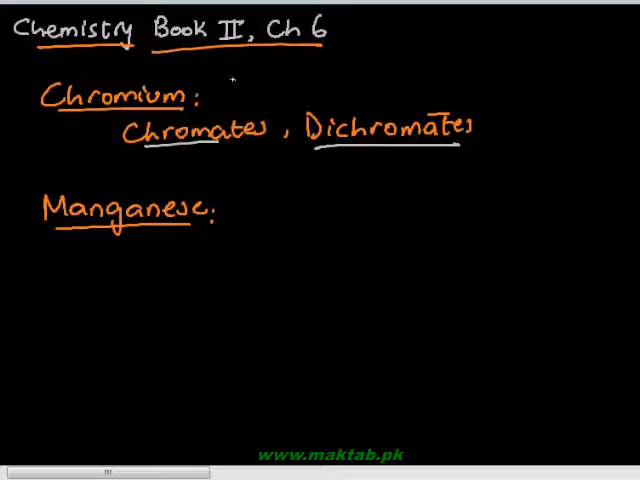 Chemistry Book II, Ch 6
Chromium:
Chromates, Dichromates
Manganese:
www.maktab.pk